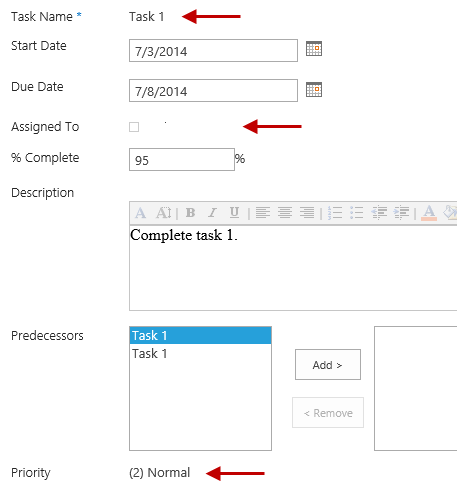 Task Name * Task 1
Start Date 7/3/2014
Due Date 7/8/2014
Assigned To
% Complete 95 %
Description
A A B I U A
Complete task 1.
Predecessors Task 1
Task 1
Add >
< Remove
Priority (2) Normal